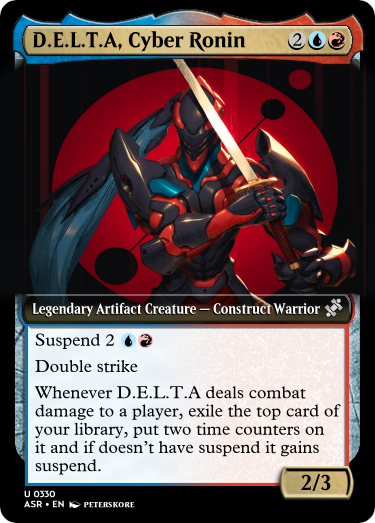 D.E.L.T.A, Cyber Ronin 2
Legendary Artifact Creature — Construct Warrior
Suspend 2
Double strike
Whenever D.E.L.T.A deals combat
damage to a player, exile the top card of
your library, put two time counters on
it and if doesn't have suspend it gains
suspend.
2/3
U 0330
ASR • EN PETERSKORE